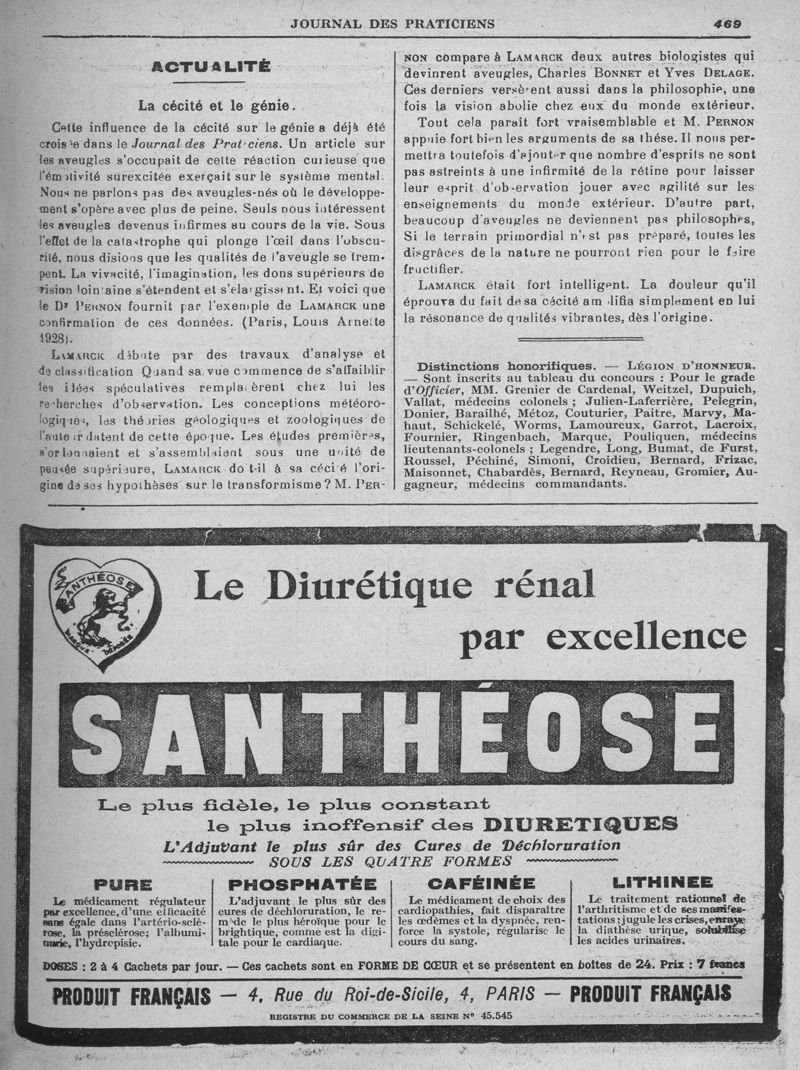 JOURNAL DES PRATICIENS 469
ACTUALITÉ
La cécité et le génie.
Cette influence de la cécité sur le génie a déjà été
croisée dans le Journal des Praticiens. Un article sur
les aveugles s'occupait de cette réaction curieuse que
l'émotivité surexcitée exerçait sur le système mental.
Nous ne parlons pas des aveugles-nés où le développe-
ment s'opère avec plus de peine. Seuls nous intéressent
les aveugles devenus infirmes au cours de la vie. Sous
l'effet de la catastrophe qui plonge l'œil dans l'obscu-
rité, nous disions que les qualités de l'aveugle se trem-
pent. La vivacité, l'imagination, les dons supérieurs de
vision lointaine s'étendent et s'élargissent. Et voici que
le Dr PERNON fournit par l'exemple de LAMARCK une
confirmation de ces données. (Paris, Louis Arnette
1928).
LAMARCK débute par des travaux d'analyse et
de classification Quand sa vue commence de s'affaiblir
les idées spéculatives remplacèrent chez lui les
recherches d'observation. Les conceptions météoro-
logiques, les théories géologiques et zoologiques de
l'auteur datent de cette époque. Les études premières,
s'ordonnaient et s'assemblaient sous une unité de
pensée supérieure, LAMARCK doit-il à sa cécité l'ori-
gine de ses hypothèses sur le transformisme ? M. PER-
NON compare à LAMARCK deux autres biologistes qui
devinrent aveugles, Charles BONNET et Yves DELAGE.
Ces derniers versèrent aussi dans la philosophie, une
fois la vision abolie chez eux du monde extérieur.
Tout cela paraît fort vraisemblable et M. PERNON
appuie fort bien les arguments de sa thèse. Il nous per-
mettra toutefois d'ajouter que nombre d'esprits ne sont
pas astreints à une infirmité de la rétine pour laisser
leur esprit d'observation jouer avec agilité sur les
enseignements du monde extérieur. D'autre part,
beaucoup d'aveugles ne deviennent pas philosophes,
Si le terrain primordial n'est pas préparé, toutes les
disgrâces de la nature ne pourront rien pour le faire
fructifier.
LAMARCK était fort intelligent. La douleur qu'il
éprouva du fait de sa cécité amplifia simplement en lui
la résonance de qualités vibrantes, dès l'origine.
Distinctions honorifiques. — LÉGION D'HONNEUR.
— Sont inscrits au tableau du concours : Pour le grade
d'Officier, MM. Grenier de Cardenal, Weitzel, Dupuich,
Vallat, médecins colonels ; Julien-Laferrière, Pelegrin,
Donier, Barailhé, Métoz, Couturier, Paitre, Marvy, Ma-
haut, Schickelé, Worms, Lamoureux, Garrot, Lacroix,
Fournier, Ringenbach, Marque, Pouliquen, médecins
lieutenants-colonels ; Legendre, Long, Bumat, de Furst,
Roussel, Péchiné, Simoni, Croidieu, Bernard, Frizac,
Maisonnet, Chabardès, Bernard, Reyneau, Gromier, Au-
gagneur, médecins commandants.
SANTHÉOSE
MARQUE DÉPOSÉE
Le Diurétique rénal
par excellence
SANTHÉOSE
Le plus fidèle, le plus constant
le plus inoffensif des DIURETIQUES
L'Adjuvant le plus sûr des Cures de Déchloruration
SOUS LES QUATRE FORMES
PURE
Le médicament régulateur
par excellence, d'une efficacité
sans égale dans l'artério-sclé-
rose, la présclérose; l'albumi-
nurie, l'hydropisie.
PHOSPHATÉE
L'adjuvant le plus sûr des
cures de déchloruration, le re-
mède le plus héroïque pour le
brightique, comme est la digi-
tale pour le cardiaque.
CAFÉINÉE
Le médicament de choix des
cardiopathies, fait disparaître
les œdèmes et la dyspnée, ren-
force la systole, régularise le
cours du sang.
LITHINEE
Le traitement rationnel de
l'arthritisme et de ses manifes-
tations ; jugule les crises, enraye
la diathèse urique, solubilise
les acides urinaires.
DOSES : 2 à 4 Cachets par jour. — Ces cachets sont en FORME DE CŒUR et se présentent en boîtes de 24. Prix : 7 francs
PRODUIT FRANÇAIS — 4, Rue du Roi-de-Sicile, 4, PARIS — PRODUIT FRANÇAIS
REGISTRE DU COMMERCE DE LA SEINE N° 45.545